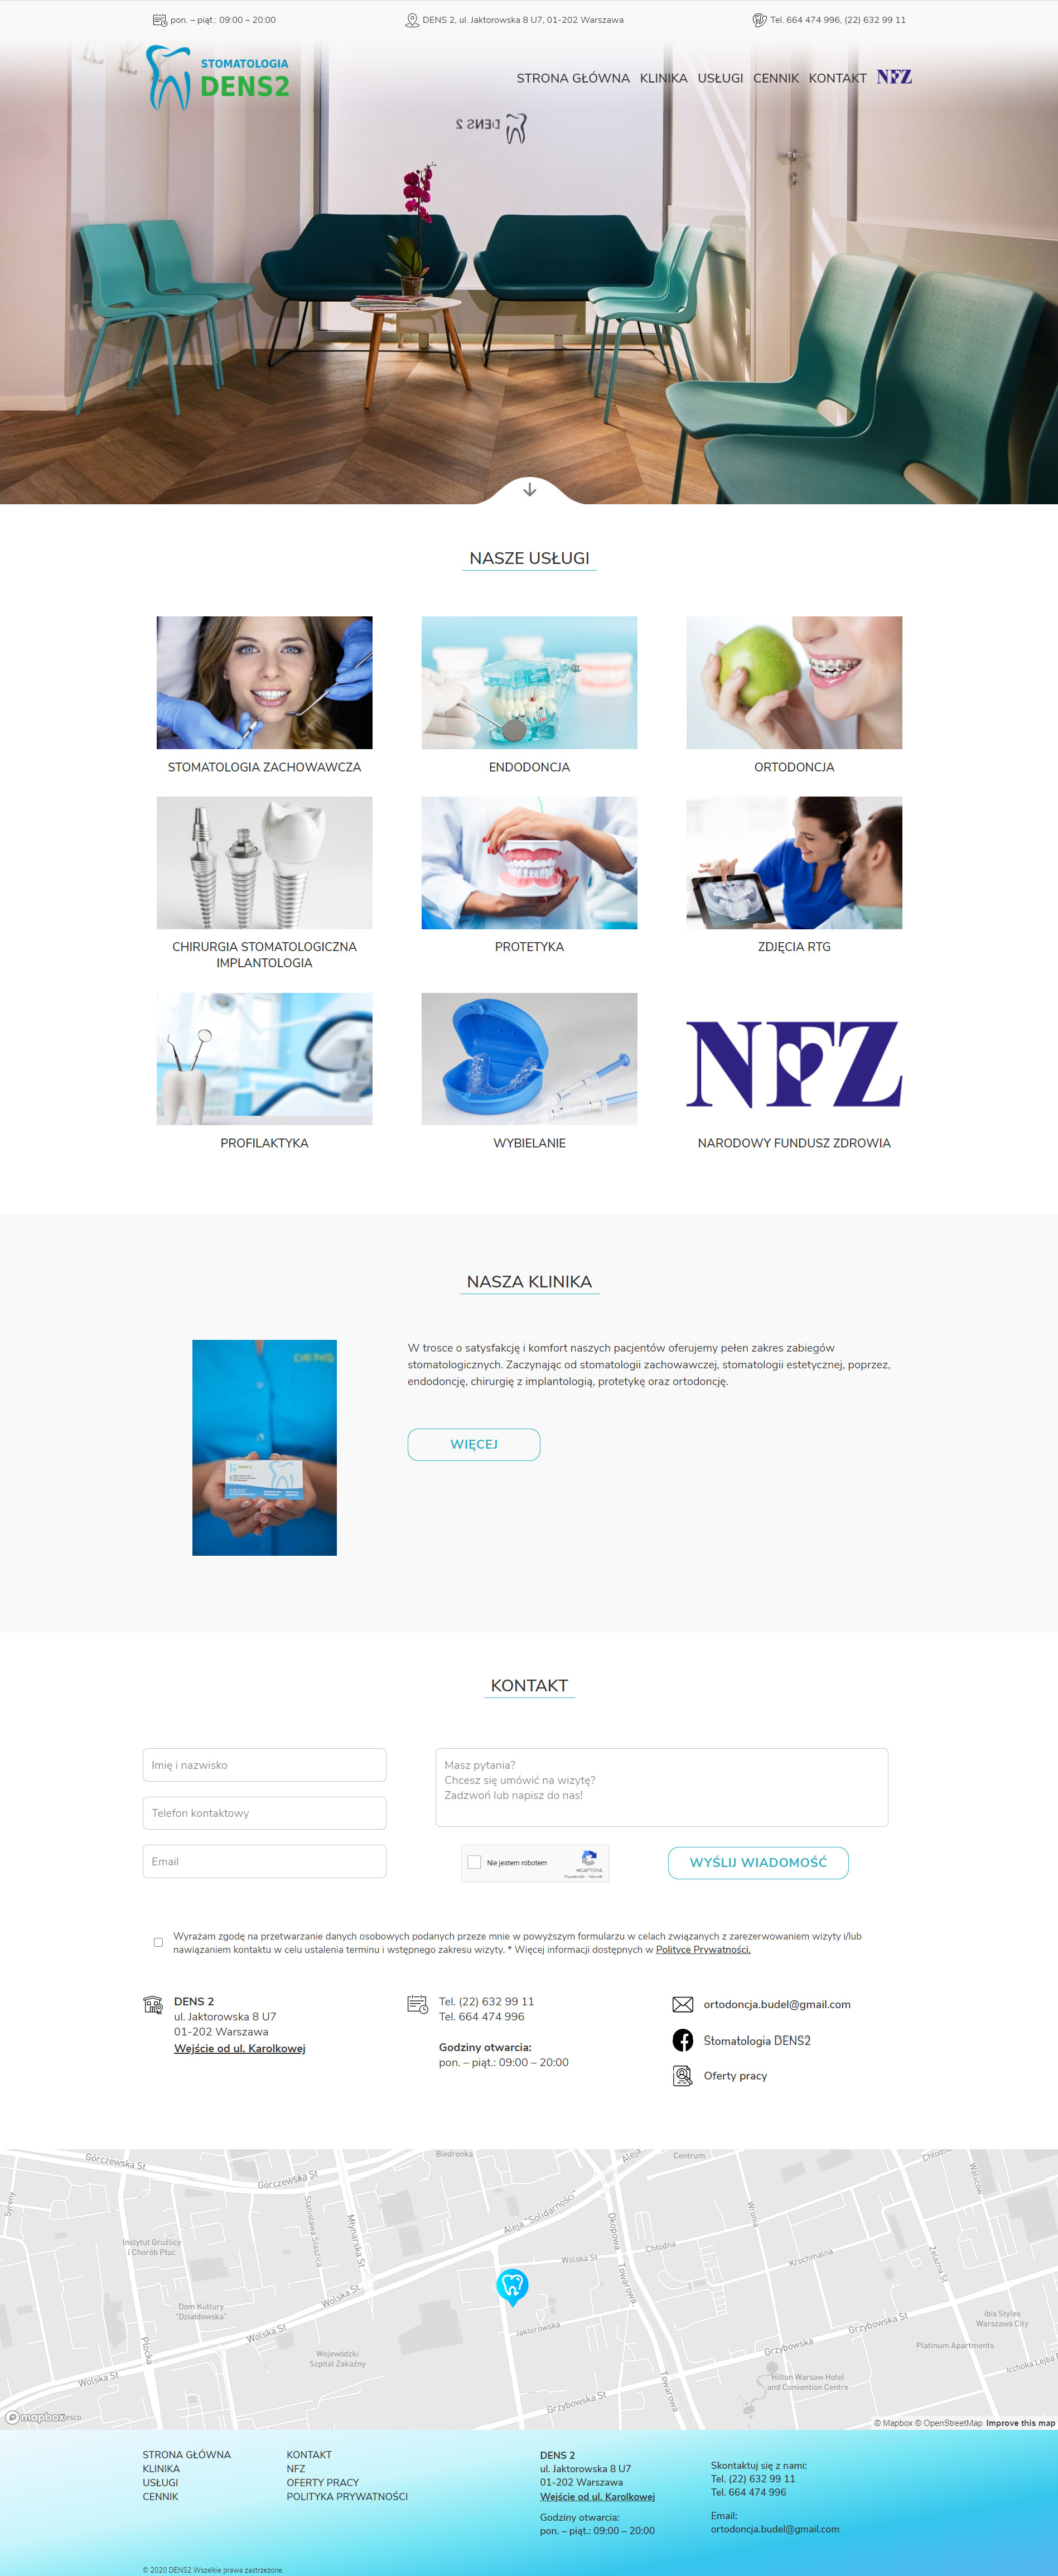 pon. – piąt.: 09:00 – 20:00
DENS 2, ul. Jaktorowska 8 U7, 01-202 Warszawa
Tel. 664 474 996, (22) 632 99 11
STOMATOLOGIA
DENS2
STRONA GŁÓWNA KLINIKA USŁUGI CENNIK KONTAKT NFZ
DENS 2
NASZE USŁUGI
STOMATOLOGIA ZACHOWAWCZA
ENDODONCJA
ORTODONCJA
CHIRURGIA STOMATOLOGICZNA
IMPLANTOLOGIA
PROTETYKA
ZDJĘCIA RTG
NFZ
PROFILAKTYKA
WYBIELANIE
NARODOWY FUNDUSZ ZDROWIA
NASZA KLINIKA
W trosce o satysfakcję i komfort naszych pacjentów oferujemy pełen zakres zabiegów
stomatologicznych. Zaczynając od stomatologii zachowawczej, stomatologii estetycznej, poprzez,
endodoncję, chirurgię z implantologią, protetykę oraz ortodoncję.
WIĘCEJ
KONTAKT
Imię i nazwisko
Telefon kontaktowy
Email
Masz pytania?
Chcesz się umówić na wizytę?
Zadzwoń lub napisz do nas!
Nie jestem robotem
reCAPTCHA
Prywatność - Warunki
WYŚLIJ WIADOMOŚĆ
Wyrażam zgodę na przetwarzanie danych osobowych podanych przeze mnie w powyższym formularzu w celach związanych z zarezerwowaniem wizyty i/lub
nawiązaniem kontaktu w celu ustalenia terminu i wstępnego zakresu wizyty. * Więcej informacji dostępnych w Polityce Prywatności.
DENS 2
ul. Jaktorowska 8 U7
01-202 Warszawa
Wejście od ul. Karolkowej
Tel. (22) 632 99 11
Tel. 664 474 996
Godziny otwarcia:
pon. – piąt.: 09:00 – 20:00
ortodoncja.budel@gmail.com
Stomatologia DENS2
Oferty pracy
Górczewska St
Górczewska St
Biedronka
Aleja
Centrum
Chłodna
Syreny
Stanisława Staszica
Młynarska St
Aleja "Solidarności"
Okopowa
Wronia
Waliców
Instytut Gruźlicy
i Chorób Płuc
Wolska St
Chłodna
Krochmalna
Żelazna St
Towarowa
Wolska St
Dom Kultury
"Działdowska"
Wolska St
Jaktorowska
Grzybowska St
ibis Styles
Warszawa City
Płocka
Wojewódzki
Szpital Zakaźny
Grzybowska
Platinum Apartments
Icchoka Lejba
Wolska St
Towarowa
Hilton Warsaw Hotel
and Convention Centre
Grzybowska St
mapbox
esco
© Mapbox © OpenStreetMap Improve this map
STRONA GŁÓWNA
KLINIKA
USŁUGI
CENNIK
KONTAKT
NFZ
OFERTY PRACY
POLITYKA PRYWATNOŚCI
DENS 2
ul. Jaktorowska 8 U7
01-202 Warszawa
Wejście od ul. Karolkowej
Godziny otwarcia:
pon. – piąt.: 09:00 – 20:00
Skontaktuj się z nami:
Tel. (22) 632 99 11
Tel. 664 474 996
Email:
ortodoncja.budel@gmail.com
© 2020 DENS2 Wszelkie prawa zastrzeżone.